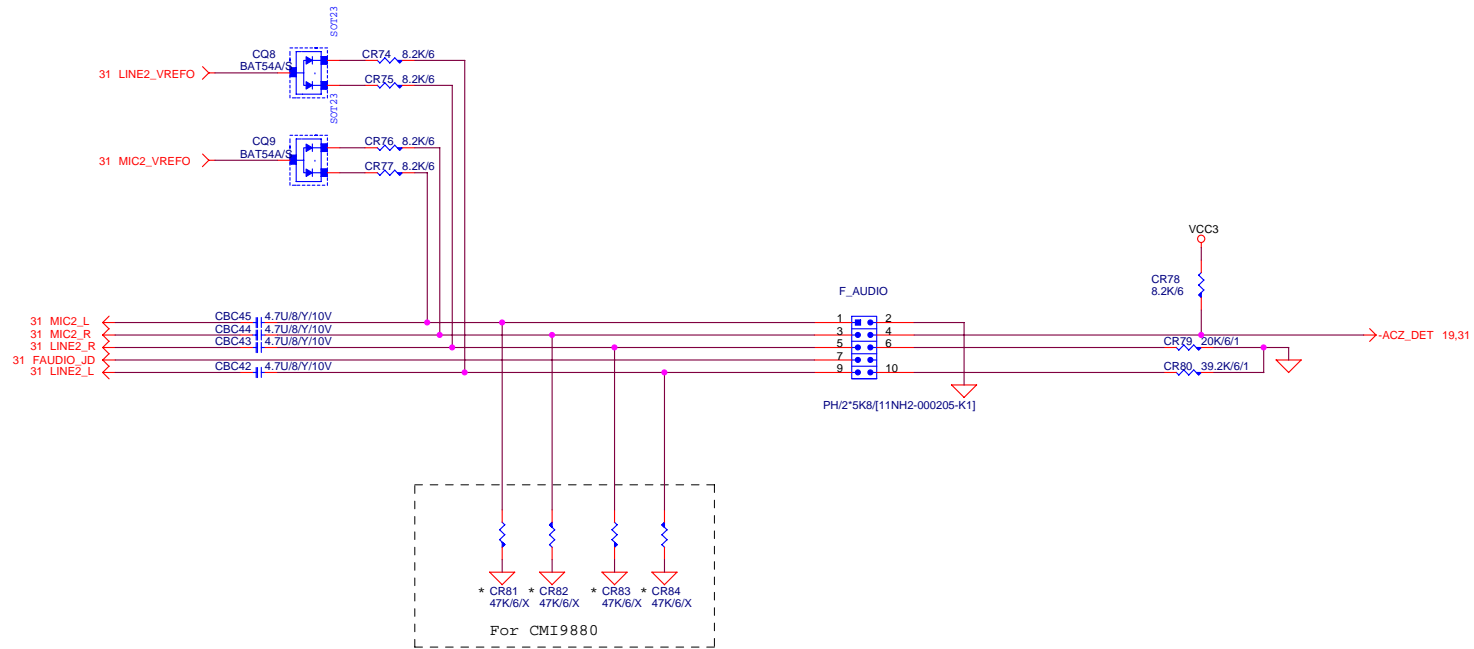 SOT23
CQ8
BAT54A/S
31 LINE2_VREFO
CR74 8.2K/6
CR75 8.2K/6
SOT23
CQ9
BAT54A/S
31 MIC2_VREFO
CR76 8.2K/6
CR77 8.2K/6
VCC3
CR78
8.2K/6
F_AUDIO
31 MIC2_L
CBC45 4.7U/8/Y/10V
1 2
31 MIC2_R
CBC44 4.7U/8/Y/10V
3 4
-ACZ_DET 19,31
31 LINE2_R
CBC43 4.7U/8/Y/10V
5 6
CR79 20K/6/1
31 FAUDIO_JD
7
31 LINE2_L
CBC42 4.7U/8/Y/10V
9 10
CR80 39.2K/6/1
PH/2*5K8/[11NH2-000205-K1]
* CR81
47K/6/X
* CR82
47K/6/X
* CR83
47K/6/X
* CR84
47K/6/X
For CMI9880